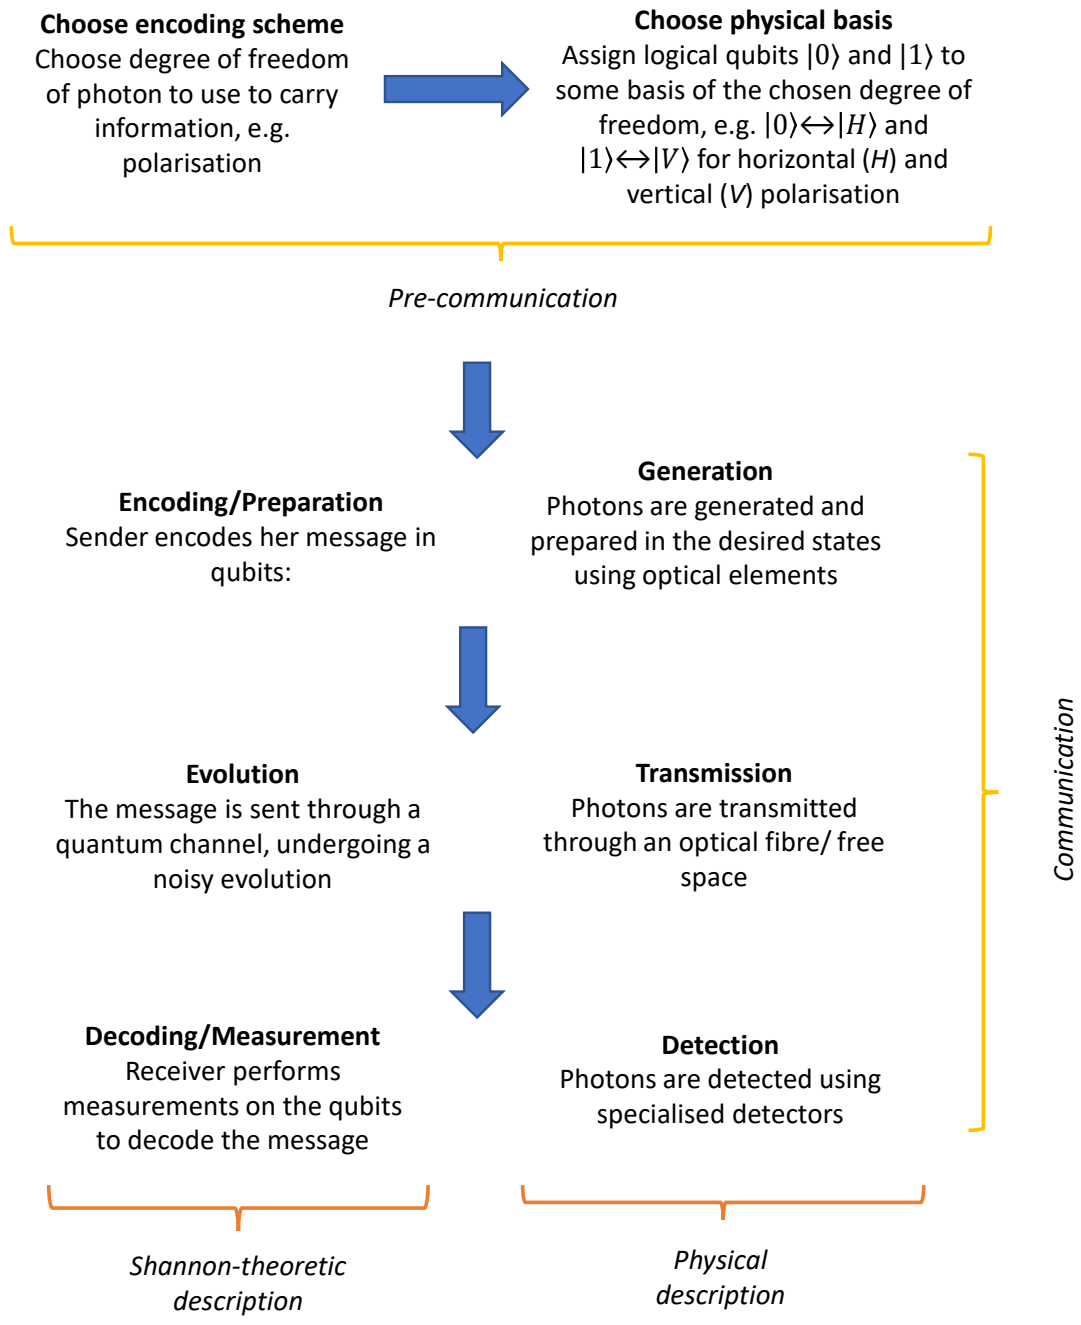 Choose encoding scheme
Choose degree of freedom
of photon to use to carry
information, e.g.
polarisation
Choose physical basis
Assign logical qubits |0⟩ and |1⟩ to
some basis of the chosen degree of
freedom, e.g. |0⟩↔|H⟩ and
|1⟩↔|V⟩ for horizontal (H) and
vertical (V) polarisation
Pre-communication
Encoding/Preparation
Sender encodes her message in
qubits:
Generation
Photons are generated and
prepared in the desired states
using optical elements
Evolution
The message is sent through a
quantum channel, undergoing a
noisy evolution
Transmission
Photons are transmitted
through an optical fibre/ free
space
Communication
Decoding/Measurement
Receiver performs
measurements on the qubits
to decode the message
Detection
Photons are detected using
specialised detectors
Shannon-theoretic
description
Physical
description